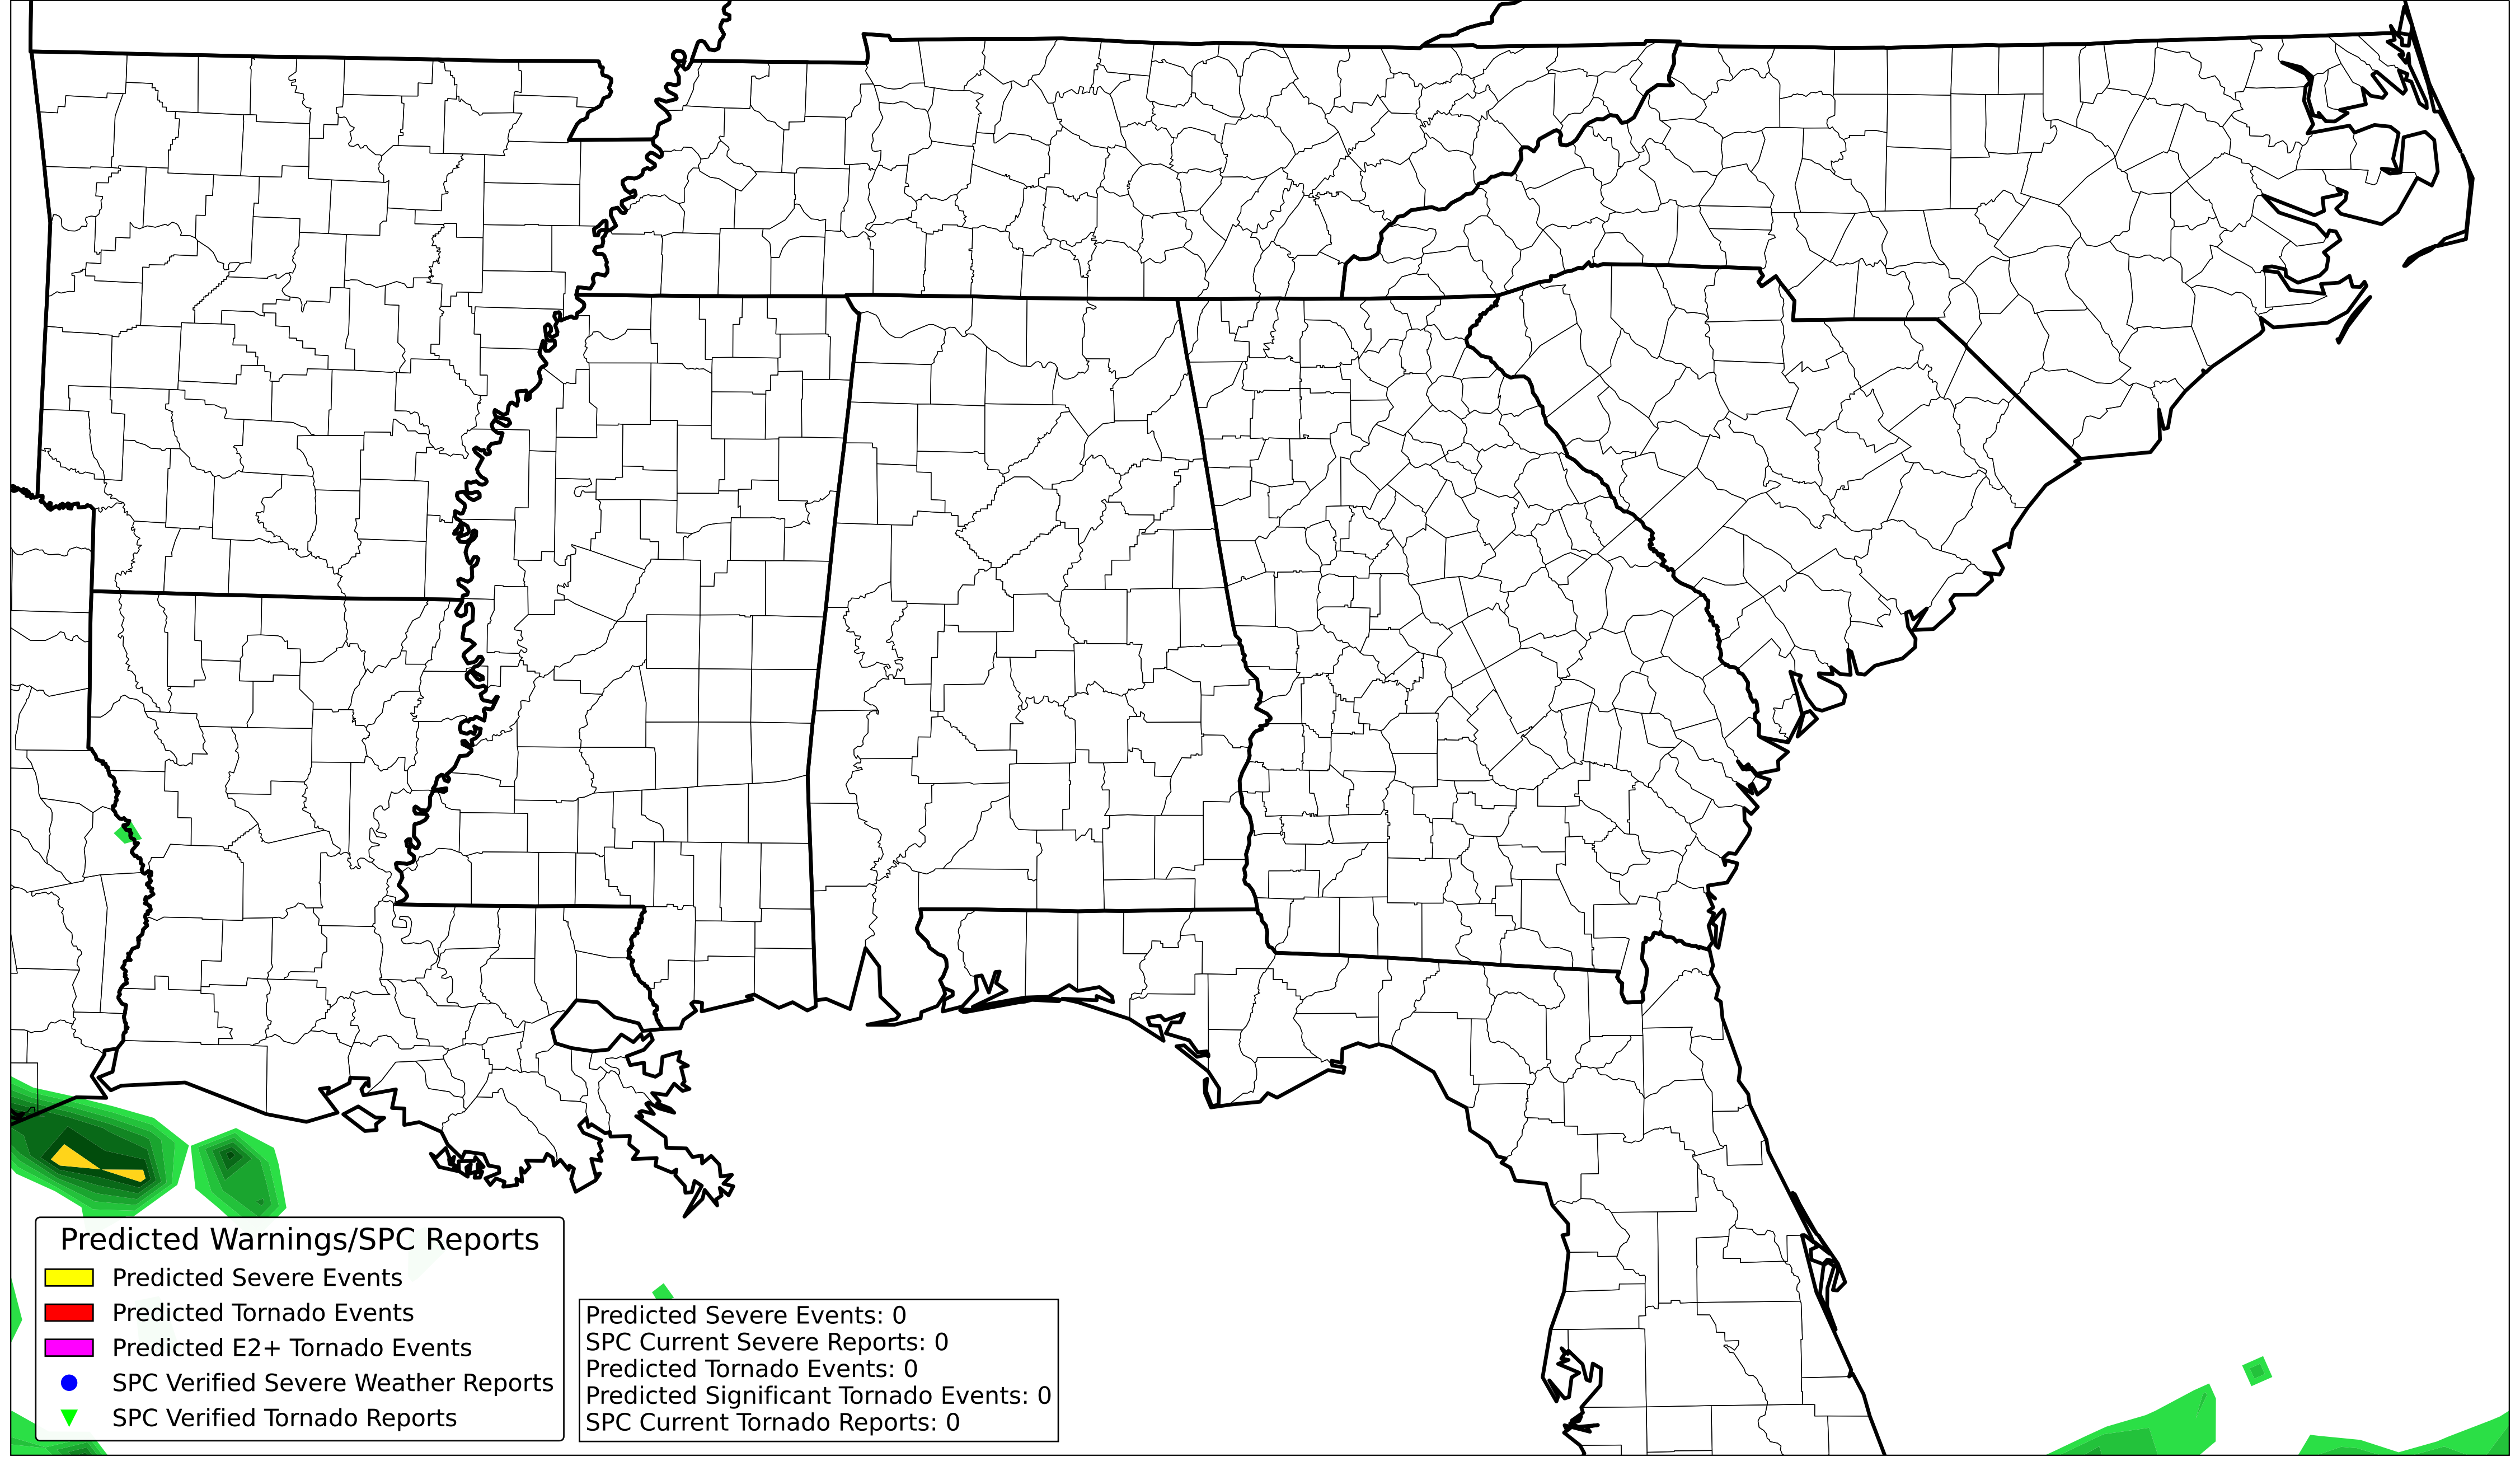 Predicted Warnings/SPC Reports
Predicted Severe Events
Predicted Tornado Events
Predicted E2+ Tornado Events
SPC Verified Severe Weather Reports
SPC Verified Tornado Reports
Predicted Severe Events: 0
SPC Current Severe Reports: 0
Predicted Tornado Events: 0
Predicted Significant Tornado Events: 0
SPC Current Tornado Reports: 0